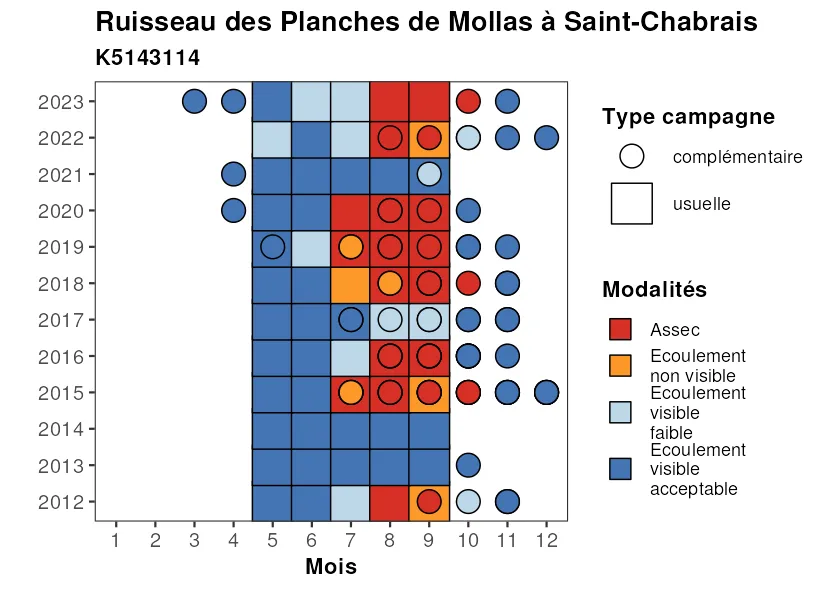 Ruisseau des Planches de Mollas à Saint-Chabrais
K5143114
2023
2022
2021
2020
2019
2018
2017
2016
2015
2014
2013
2012
1 2 3 4 5 6 7 8 9 10 11 12
Mois
Type campagne
complémentaire
usuelle
Modalités
Assec
Ecoulement
non visible
Ecoulement
visible
faible
Ecoulement
visible
acceptable